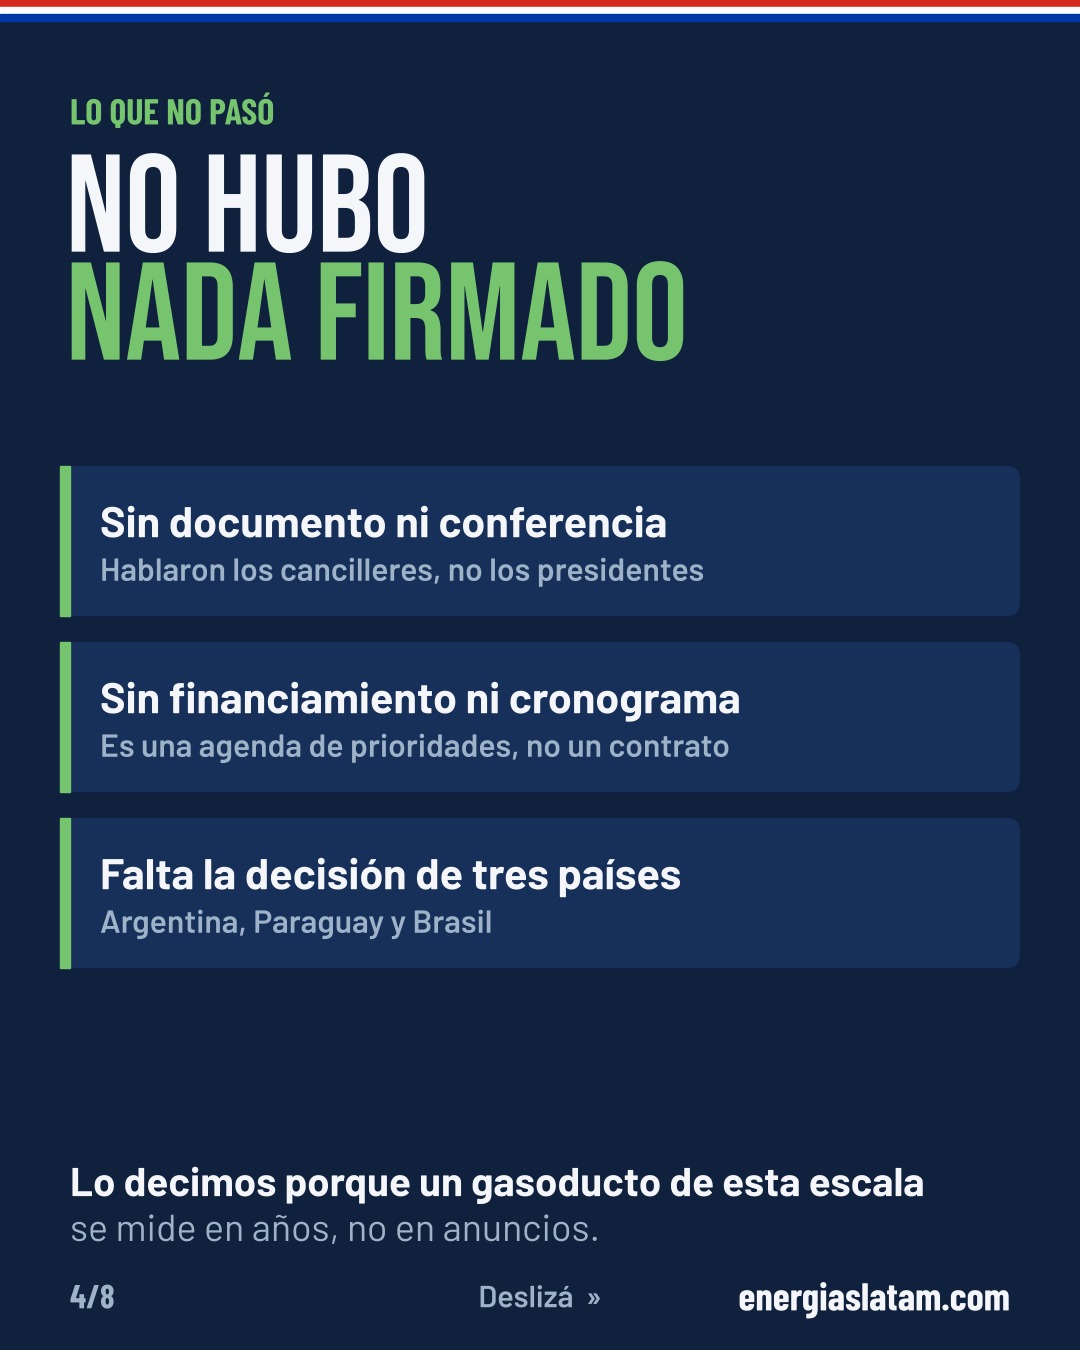 LO QUE NO PASÓ
NO HUBO
NADA FIRMADO
Sin documento ni conferencia
Hablaron los cancilleres, no los presidentes
Sin financiamiento ni cronograma
Es una agenda de prioridades, no un contrato
Falta la decisión de tres países
Argentina, Paraguay y Brasil
Lo decimos porque un gasoducto de esta escala
se mide en años, no en anuncios.
4/8
Deslizá »
energiaslatam.com